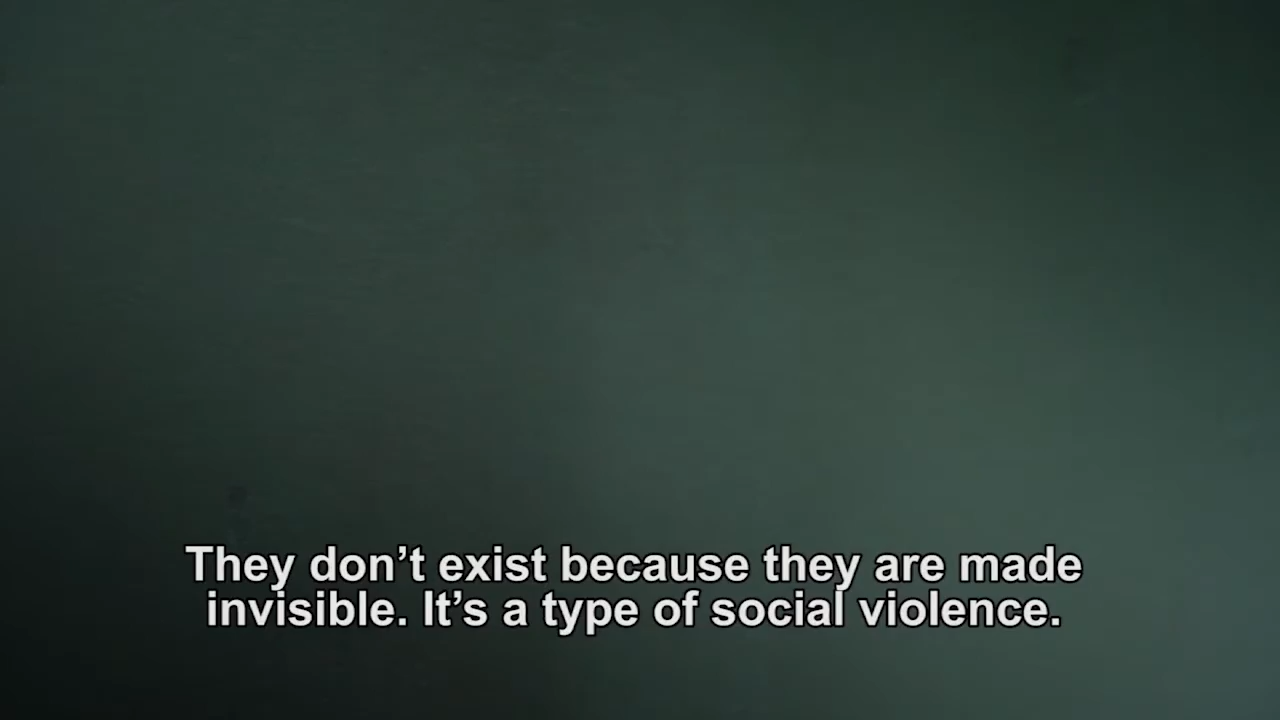 They don’t exist because they are made
invisible. It’s a type of social violence.